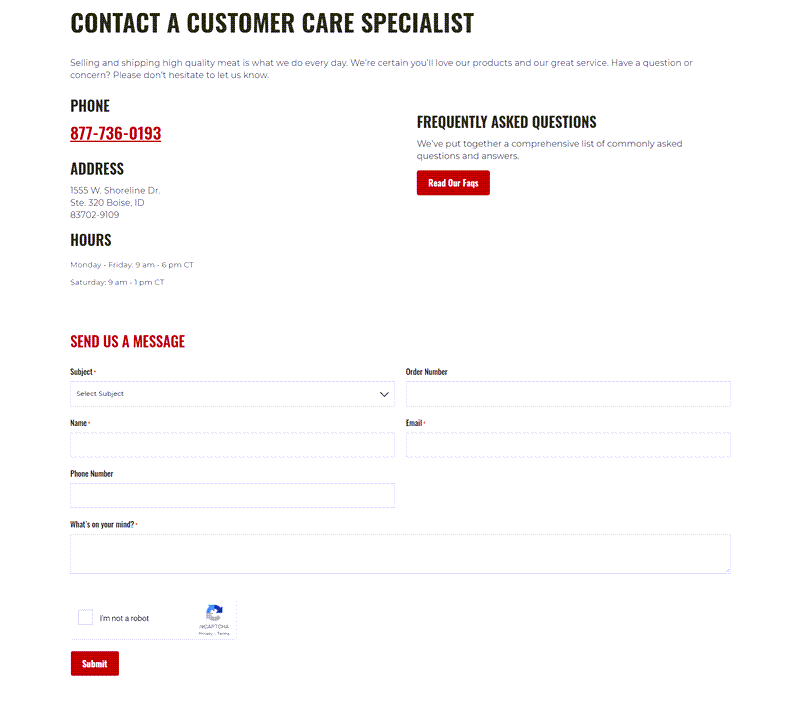 CONTACT A CUSTOMER CARE SPECIALIST
Selling and shipping high quality meat is what we do every day. We're certain you'll love our products and our great service. Have a question or
concern? Please don't hesitate to let us know.
PHONE
877-736-0193
ADDRESS
1555 W. Shoreline Dr.
Ste. 320 Boise, ID
83702-9109
HOURS
Monday - Friday: 9 am - 6 pm CT
Saturday: 9 am - 1 pm CT
FREQUENTLY ASKED QUESTIONS
We've put together a comprehensive list of commonly asked
questions and answers.
Read Our Faqs
SEND US A MESSAGE
Subject*
Select Subject
Order Number
Name*
Email*
Phone Number
What's on your mind?*
I'm not a robot
reCAPTCHA
Privacy - Terms
Submit